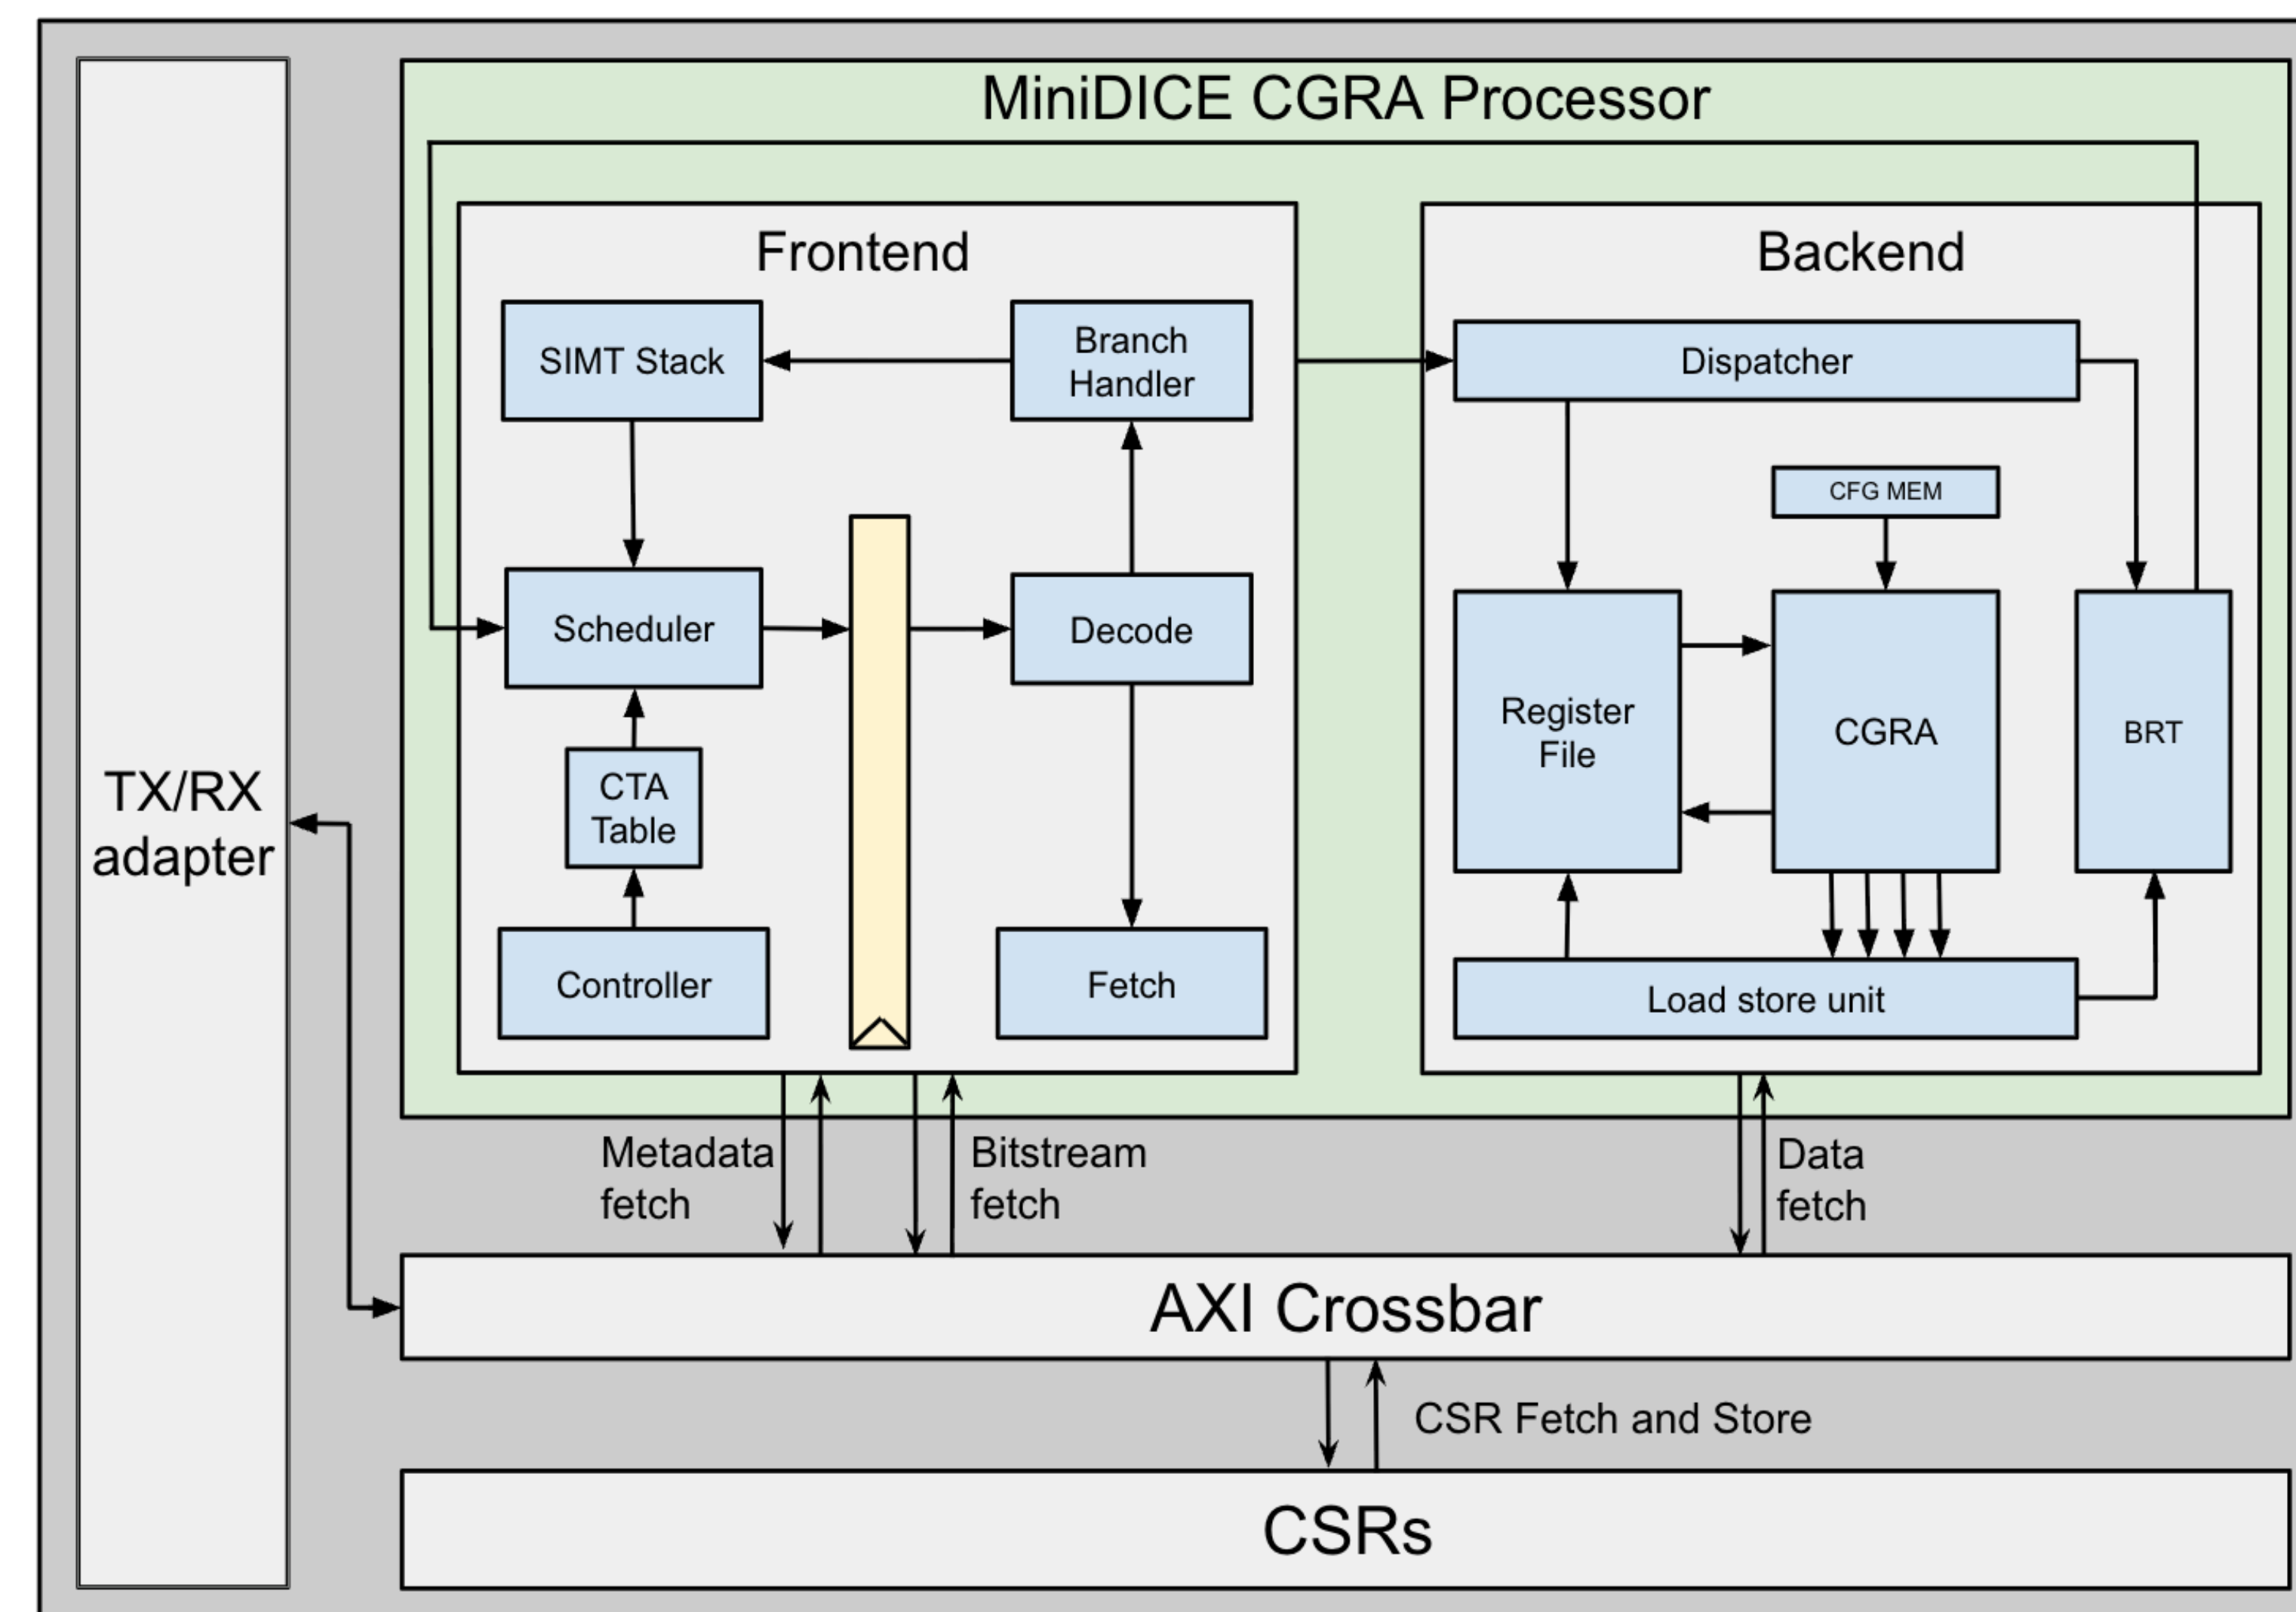 MiniDICE CGRA Processor
Frontend
SIMT Stack
Branch
Handler
Scheduler
Decode
CTA
Table
Controller
Fetch
Backend
Dispatcher
CFG MEM
Register
File
CGRA
BRT
Load store unit
TX/RX
adapter
Metadata
fetch
Bitstream
fetch
Data
fetch
AXI Crossbar
CSR Fetch and Store
CSRs